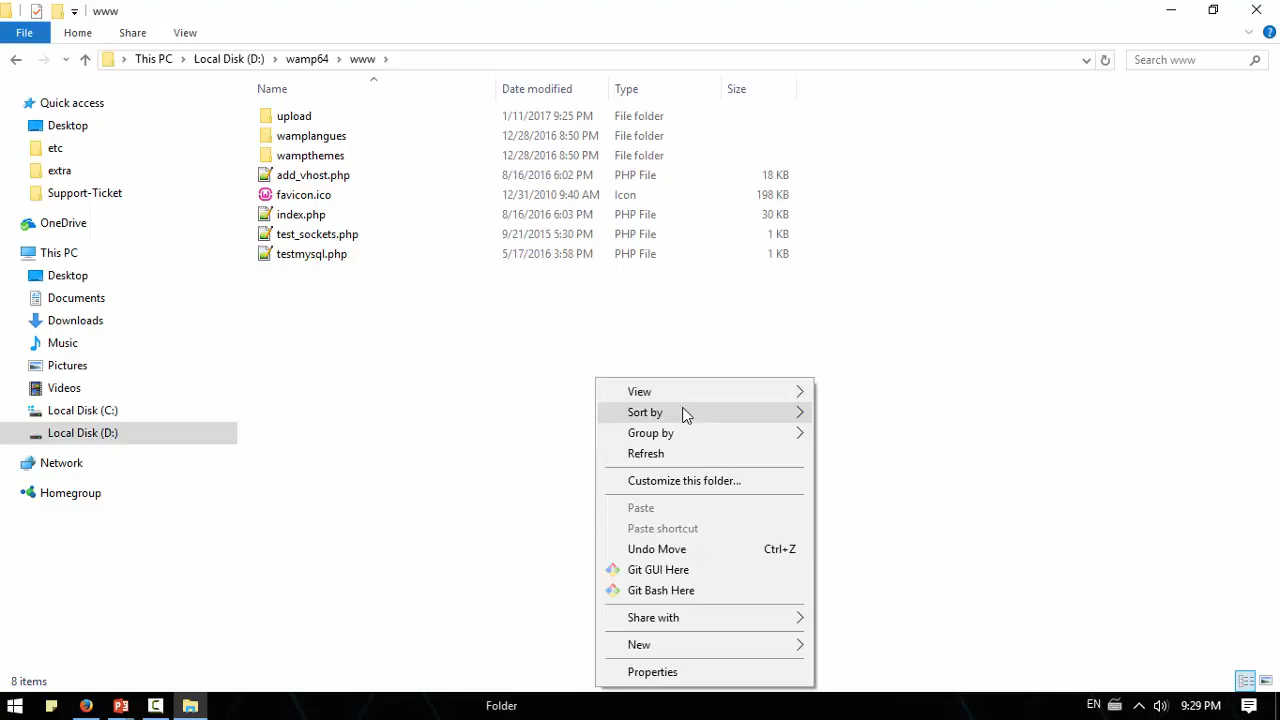 www
File Home Share View
This PC Local Disk (D:) wamp64 www
Search www
Name Date modified Type Size
Quick access
Desktop
etc
extra
Support-Ticket
OneDrive
This PC
Desktop
Documents
Downloads
Music
Pictures
Videos
Local Disk (C:)
Local Disk (D:)
Network
Homegroup
upload 1/11/2017 9:25 PM File folder
wamplangues 12/28/2016 8:50 PM File folder
wampthemes 12/28/2016 8:50 PM File folder
add_vhost.php 8/16/2016 6:02 PM PHP File 18 KB
favicon.ico 12/31/2010 9:40 AM Icon 198 KB
index.php 8/16/2016 6:03 PM PHP File 30 KB
test_sockets.php 9/21/2015 5:30 PM PHP File 1 KB
testmysql.php 5/17/2016 3:58 PM PHP File 1 KB
View
Sort by
Group by
Refresh
Customize this folder...
Paste
Paste shortcut
Undo Move Ctrl+Z
Git GUI Here
Git Bash Here
Share with
New
Properties
8 items
Folder
EN 9:29 PM